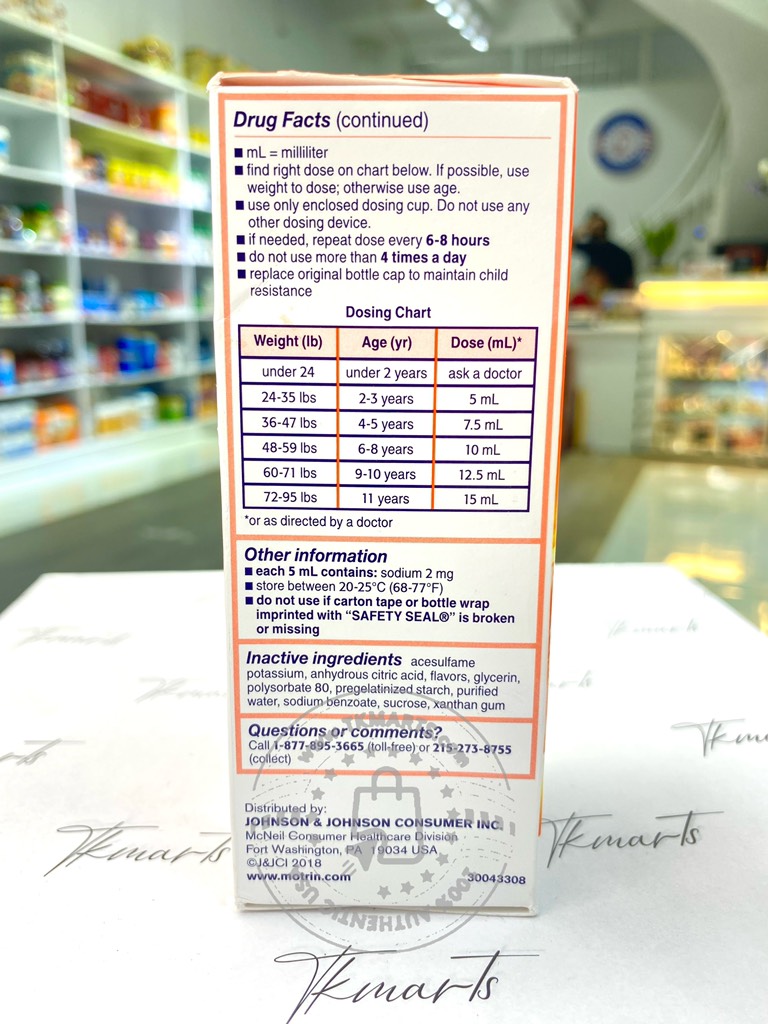 Drug Facts (continued)
■ mL = milliliter
■ find right dose on chart below. If possible, use
weight to dose; otherwise use age.
■ use only enclosed dosing cup. Do not use any
other dosing device.
■ if needed, repeat dose every 6-8 hours
■ do not use more than 4 times a day
■ replace original bottle cap to maintain child
resistance
Dosing Chart
Weight (lb) Age (yr) Dose (mL)*
under 24 under 2 years ask a doctor
24-35 lbs 2-3 years 5 mL
36-47 lbs 4-5 years 7.5 mL
48-59 lbs 6-8 years 10 mL
60-71 lbs 9-10 years 12.5 mL
72-95 lbs 11 years 15 mL
*or as directed by a doctor
Other information
■ each 5 mL contains: sodium 2 mg
■ store between 20-25°C (68-77°F)
■ do not use if carton tape or bottle wrap
imprinted with “SAFETY SEAL®” is broken
or missing
Inactive ingredients acesulfame
potassium, anhydrous citric acid, flavors, glycerin,
polysorbate 80, pregelatinized starch, purified
water, sodium benzoate, sucrose, xanthan gum
Questions or comments?
Call 1-877-895-3665 (toll-free) or 215-273-8755
(collect)
Distributed by:
JOHNSON & JOHNSON CONSUMER INC.
McNeil Consumer Healthcare Division
Fort Washington, PA 19034 USA
©J&JCI 2018
www.motrin.com 30043308
WWW.TKMARTS.COM
Tkmarts
Tkmarts
Tkmarts